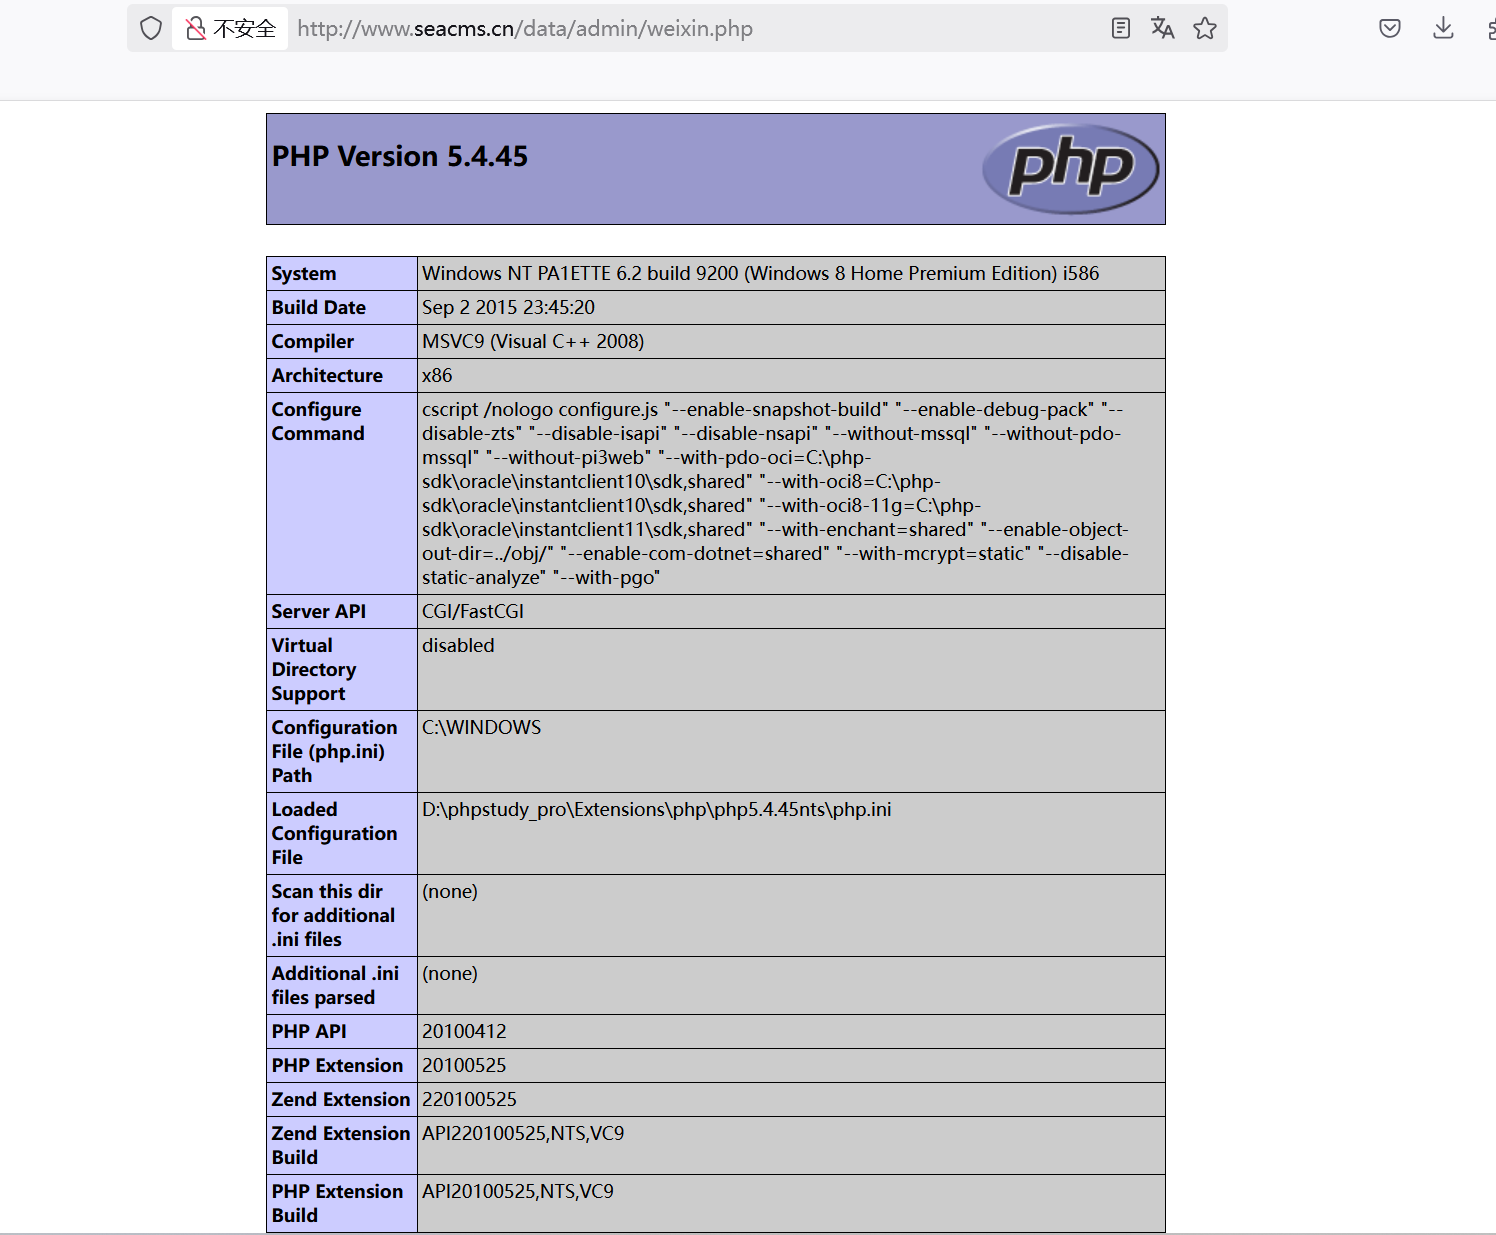 不安全 http://www.seacms.cn/data/admin/weixin.php
PHP Version 5.4.45
php
System Windows NT PA1ETTE 6.2 build 9200 (Windows 8 Home Premium Edition) i586
Build Date Sep 2 2015 23:45:20
Compiler MSVC9 (Visual C++ 2008)
Architecture x86
Configure cscript /nologo configure.js "--enable-snapshot-build" "--enable-debug-pack" "--
Command disable-zts" "--disable-isapi" "--disable-nsapi" "--without-mssql" "--without-pdo-
mssql" "--without-pi3web" "--with-pdo-oci=C:\php-
sdk\oracle\instantclient10\sdk,shared" "--with-oci8=C:\php-
sdk\oracle\instantclient10\sdk,shared" "--with-oci8-11g=C:\php-
sdk\oracle\instantclient11\sdk,shared" "--with-enchant=shared" "--enable-object-
out-dir=../obj/" "--enable-com-dotnet=shared" "--with-mcrypt=static" "--disable-
static-analyze" "--with-pgo"
Server API CGI/FastCGI
Virtual disabled
Directory
Support
Configuration C:\WINDOWS
File (php.ini)
Path
Loaded D:\phpstudy_pro\Extensions\php\php5.4.45nts\php.ini
Configuration
File
Scan this dir (none)
for additional
.ini files
Additional .ini (none)
files parsed
PHP API 20100412
PHP Extension 20100525
Zend Extension 220100525
Zend Extension API220100525,NTS,VC9
Build
PHP Extension API20100525,NTS,VC9
Build